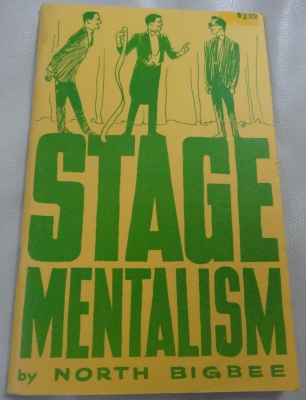 $2.00
STAGE
MENTALISM
by NORTH BIGBEE